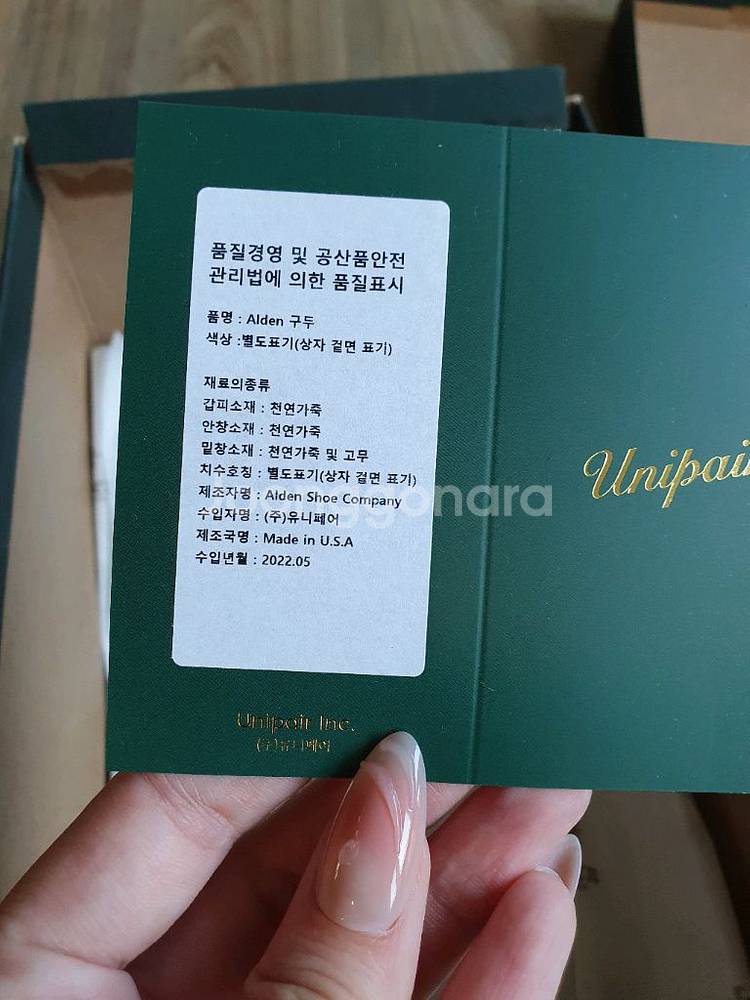 품질경영 및 공산품안전
관리법에 의한 품질표시
품명 : Alden 구두
색상 :별도표기(상자 겉면 표기)
재료의종류
갑피소재 : 천연가죽
안창소재 : 천연가죽
밑창소재 : 천연가죽 및 고무
치수호칭 : 별도표기(상자 겉면 표기)
제조자명 : Alden Shoe Company
수입자명 : (주)유니페어
제조국명 : Made in U.S.A
수입년월 : 2022.05
Unipair Inc.
(주)유니페어
Unipair